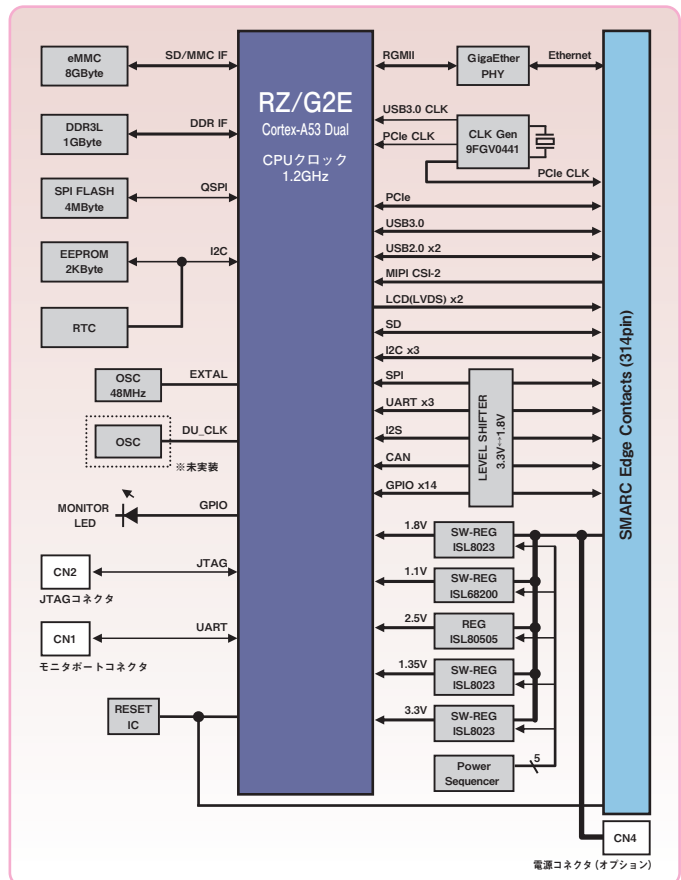 eMMC
8GByte
SD/MMC IF
DDR3L
1GByte
DDR IF
SPI FLASH
4MByte
QSPI
EEPROM
2KByte
I2C
RTC
OSC
48MHz
EXTAL
OSC
DU_CLK
※未実装
MONITOR
LED
GPIO
CN2
JTAG
JTAGコネクタ
CN1
UART
モニタポートコネクタ
RESET
IC
RZ/G2E
Cortex-A53 Dual
CPUクロック
1.2GHz
RGMII
GigaEther
PHY
Ethernet
USB3.0 CLK
PCIe CLK
CLK Gen
9FGV0441
PCIe CLK
PCIe
USB3.0
USB2.0 x2
MIPI CSI-2
LCD(LVDS) x2
SD
I2C x3
SPI
UART x3
I2S
CAN
GPIO x14
LEVEL SHIFTER
3.3V↔1.8V
1.8V
SW-REG
ISL8023
1.1V
SW-REG
ISL68200
2.5V
REG
ISL80505
1.35V
SW-REG
ISL8023
3.3V
SW-REG
ISL8023
Power
Sequencer
5
SMARC Edge Contacts (314pin)
CN4
電源コネクタ (オプション)